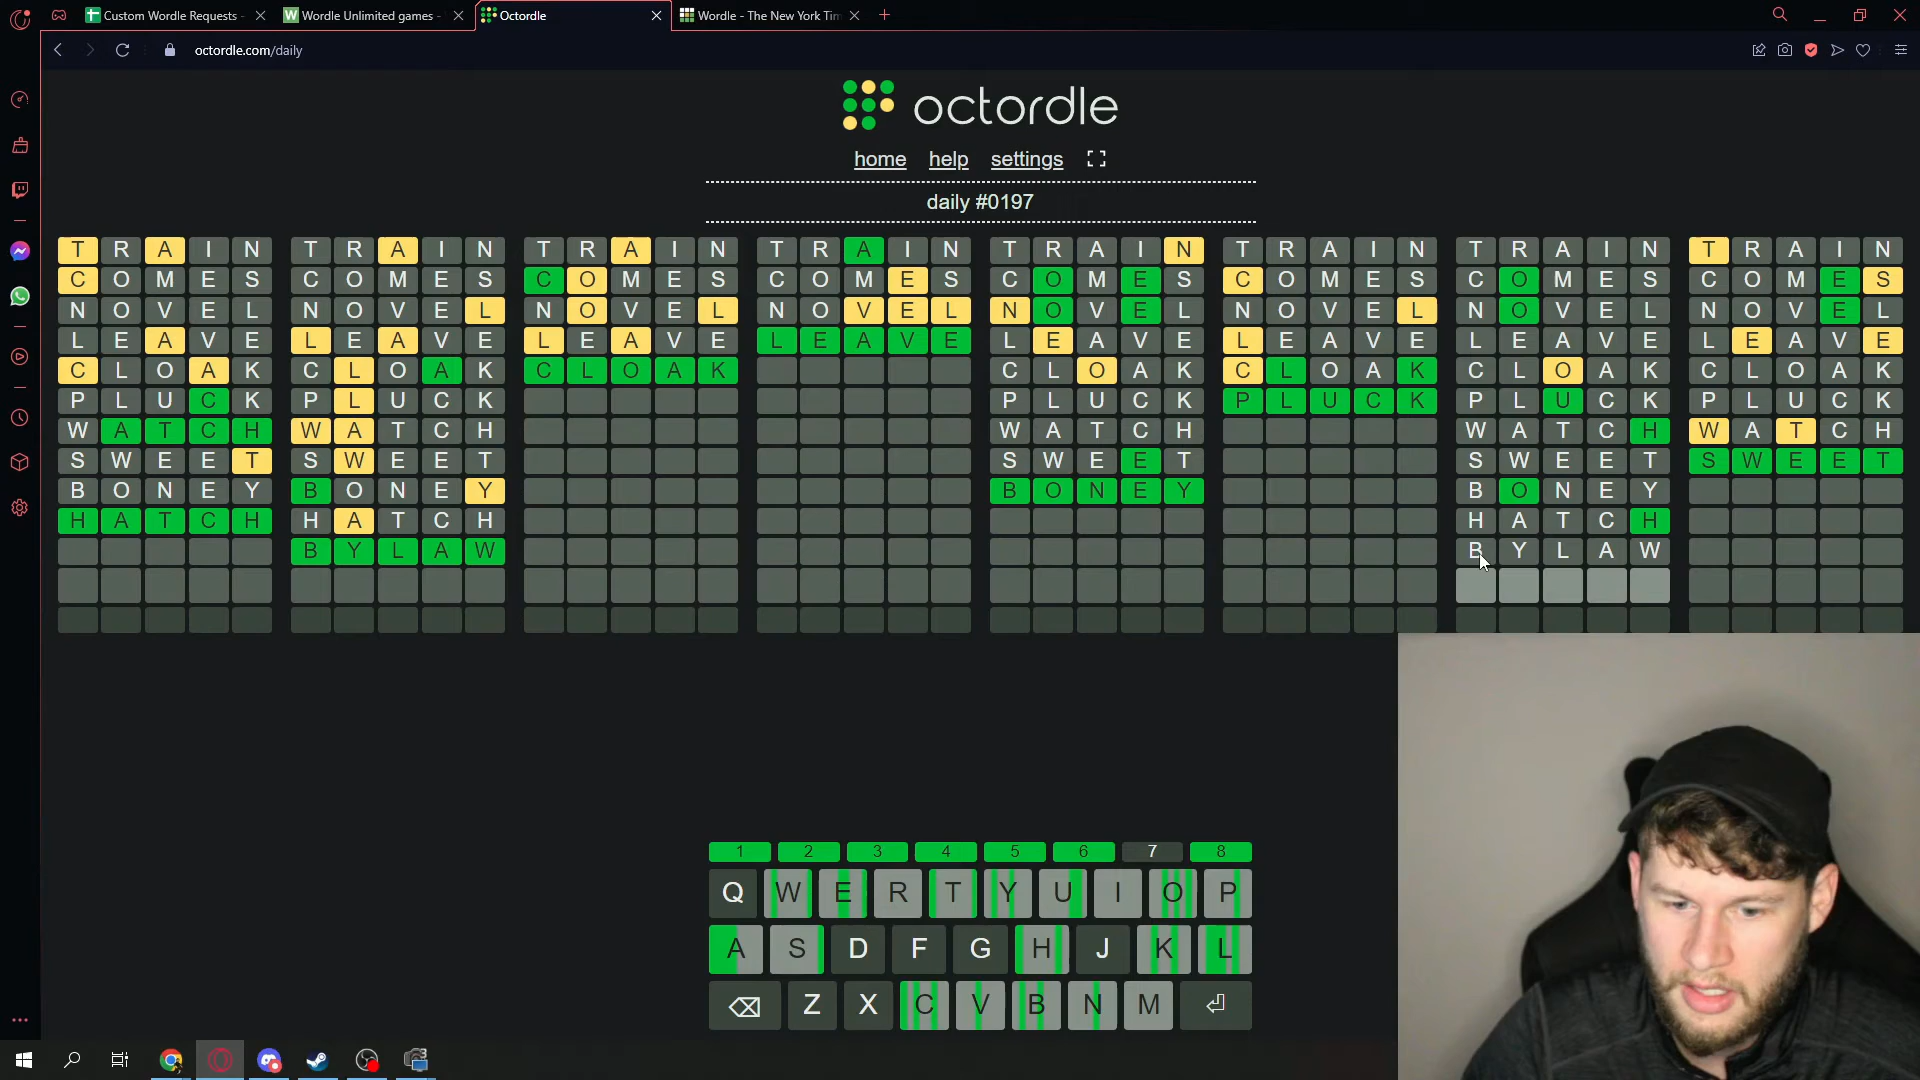 Custom Wordle Requests -
Wordle Unlimited games -
Octordle
Wordle - The New York Tim
octordle.com/daily
octordle
home help settings
daily #0197
TRAIN TRAIN TRAIN TRAIN TRAIN TRAIN TRAIN TRAIN
COMES COMES COMES COMES COMES COMES COMES COMES
NOVEL NOVEL NOVEL NOVEL NOVEL NOVEL NOVEL NOVEL
LEAVE LEAVE LEAVE LEAVE LEAVE LEAVE LEAVE LEAVE
CLOAK CLOAK CLOAK CLOAK CLOAK CLOAK CLOAK
PLUCK PLUCK PLUCK PLUCK PLUCK PLUCK
WATCH WATCH WATCH WATCH WATCH
SWEET SWEET SWEET SWEET SWEET
BONEY BONEY BONEY BONEY
HATCH HATCH HATCH
BYLAW BYLAW
1 2 3 4 5 6 7 8
Q W E R T Y U I O P
A S D F G H J K L
Z X C V B N M